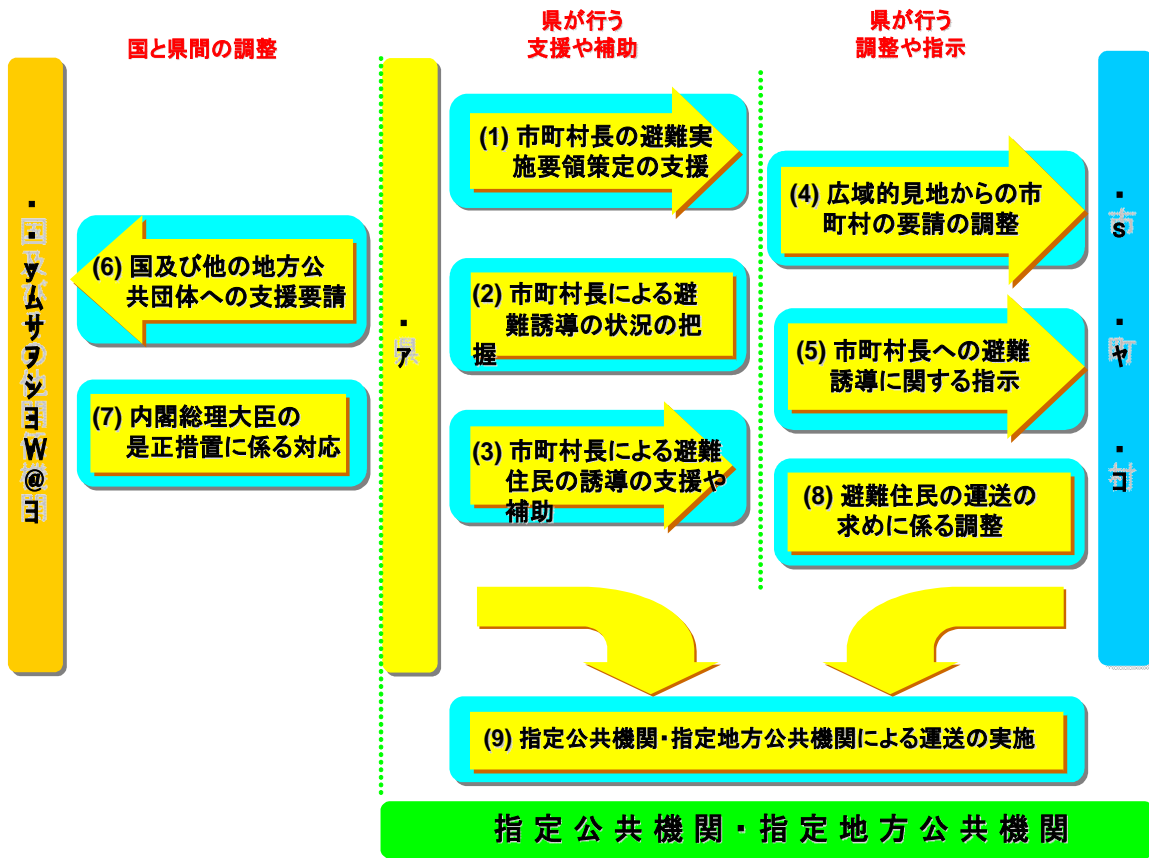 国と県間の調整
県が行う
支援や補助
県が行う
調整や指示
(1) 市町村長の避難実
施要領策定の支援
(2) 市町村長による避
難誘導の状況の把
握
(3) 市町村長による避難
住民の誘導の支援や
補助
(4) 広域的見地からの市
町村の要請の調整
(5) 市町村長への避難
誘導に関する指示
(6) 国及び他の地方公
共団体への支援要請
(7) 内閣総理大臣の
是正措置に係る対応
(8) 避難住民の運送の
求めに係る調整
(9) 指定公共機関・指定地方公共機関による運送の実施
指定公共機関・指定地方公共機関
県
市
町
村